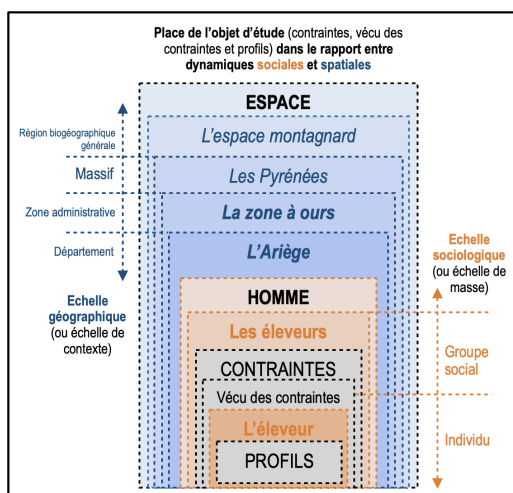 Place de l'objet d'étude (contraintes, vécu des
contraintes et profils) dans le rapport entre
dynamiques sociales et spatiales
ESPACE
Région biogéographique
générale
L'espace montagnard
Massif
Les Pyrénées
Zone administrative
La zone à ours
Département
L'Ariège
Echelle
géographique
(ou échelle de
contexte)
HOMME
Les éleveurs
CONTRAINTES
Vécu des contraintes
L'éleveur
PROFILS
Echelle
sociologique
(ou échelle de
masse)
Groupe
social
Individu